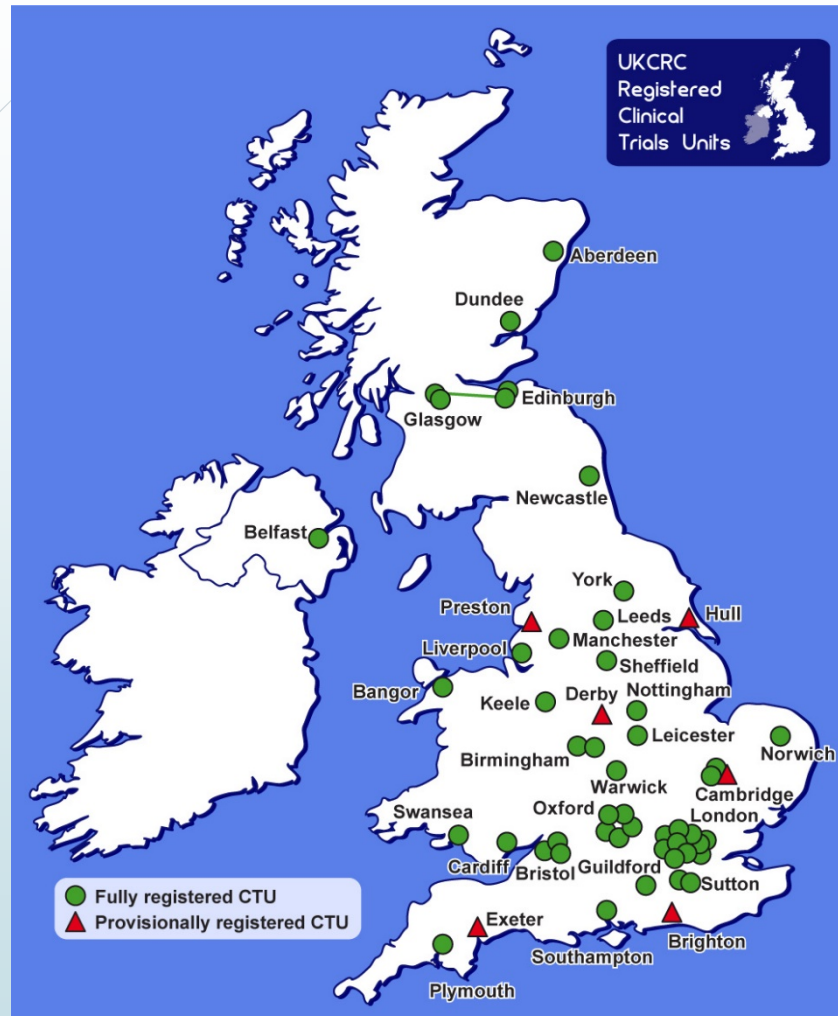 UKCRC
Registered
Clinical
Trials Units
Aberdeen
Dundee
Edinburgh
Glasgow
Newcastle
Belfast
York
Preston
Leeds
Hull
Manchester
Liverpool
Sheffield
Bangor
Keele
Derby
Nottingham
Leicester
Norwich
Birmingham
Warwick
Cambridge
Oxford
London
Swansea
Cardiff
Bristol
Guildford
Sutton
Fully registered CTU
Provisionally registered CTU
Exeter
Brighton
Southampton
Plymouth